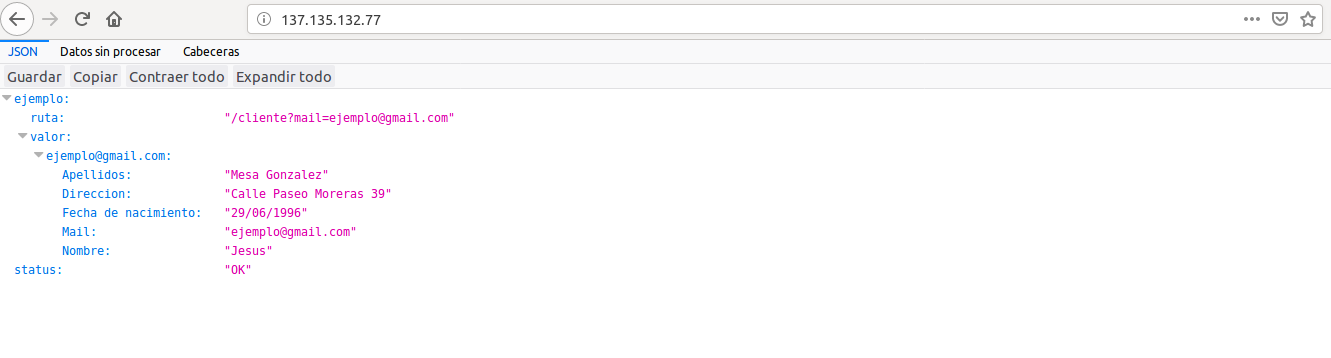 137.135.132.77
JSON Datos sin procesar Cabeceras
Guardar Copiar Contraer todo Expandir todo
ejemplo:
ruta: "/cliente?mail=ejemplo@gmail.com"
valor:
ejemplo@gmail.com:
Apellidos: "Mesa Gonzalez"
Direccion: "Calle Paseo Moreras 39"
Fecha de nacimiento: "29/06/1996"
Mail: "ejemplo@gmail.com"
Nombre: "Jesus"
status: "OK"